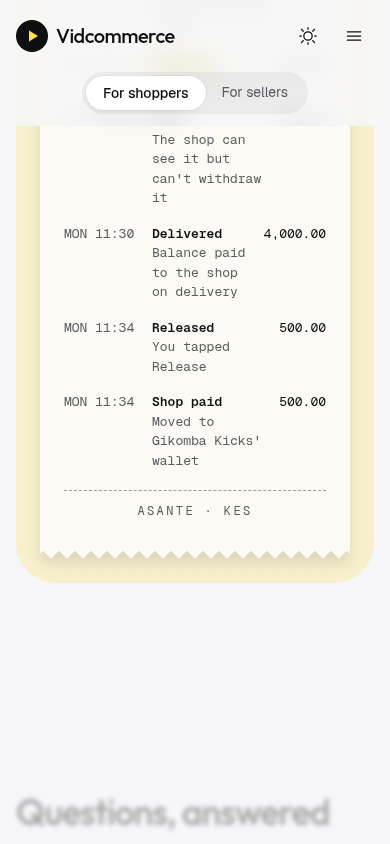 Vidcommerce
For shoppers For sellers
The shop can
see it but
can't withdraw
it
MON 11:30 Delivered 4,000.00
Balance paid
to the shop
on delivery
MON 11:34 Released 500.00
You tapped
Release
MON 11:34 Shop paid 500.00
Moved to
Gikomba Kicks'
wallet
ASANTE · KES
Questions, answered